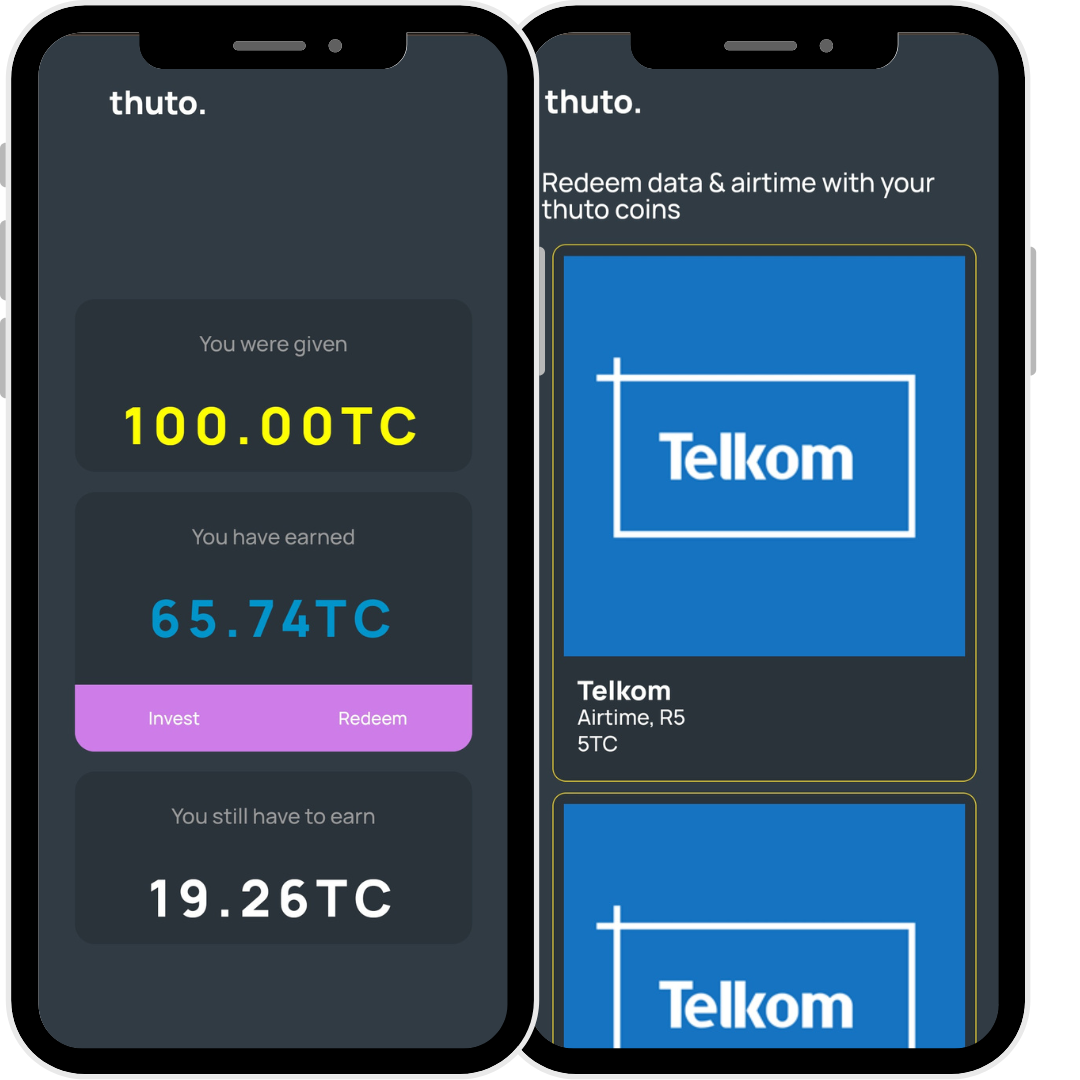 thuto.
You were given
100.00TC
You have earned
65.74TC
Invest
Redeem
You still have to earn
19.26TC
thuto.
Redeem data & airtime with your
thuto coins
Telkom
Telkom
Airtime, R5
5TC
Telkom